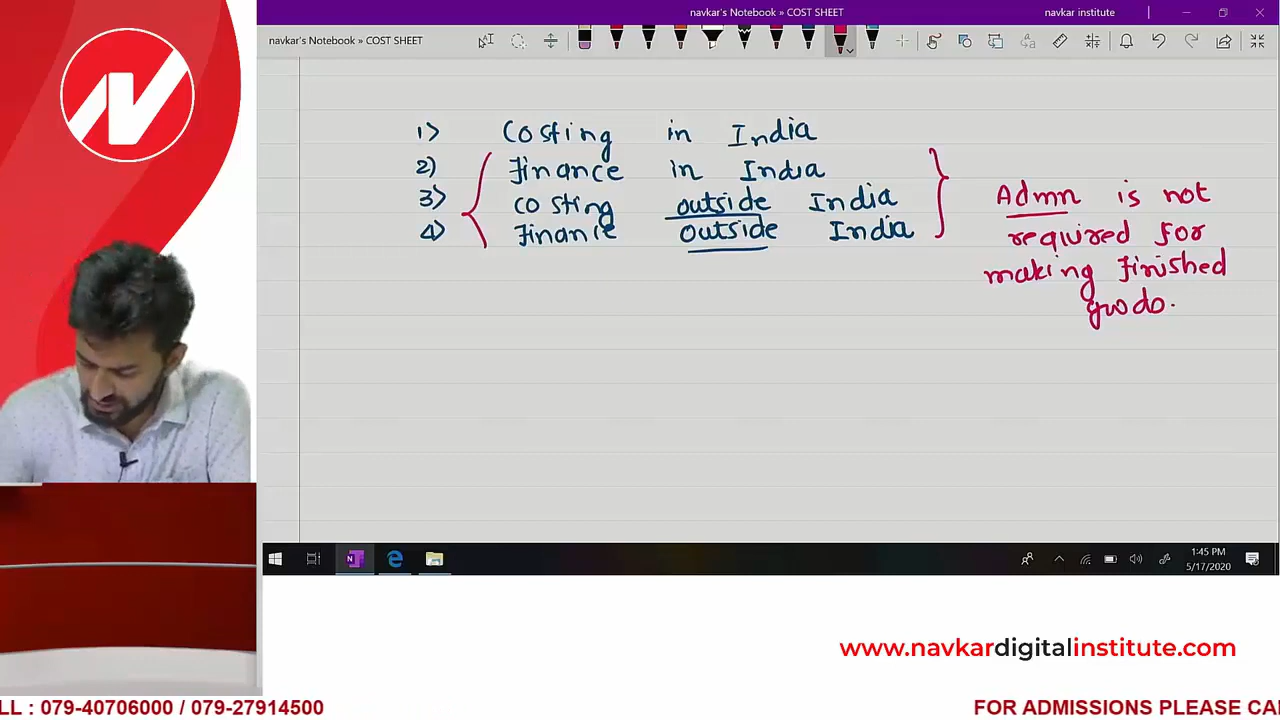 navkar's Notebook » COST SHEET
navkar institute
navkar's Notebook » COST SHEET
1) Costing in India
2) Finance in India
3) costing outside India
4) Finance outside India
Admn is not
required for
making finished
goods.
1:45 PM
5/17/2020
www.navkardigitalinstitute.com
LL : 079-40706000 / 079-27914500
FOR ADMISSIONS PLEASE CA